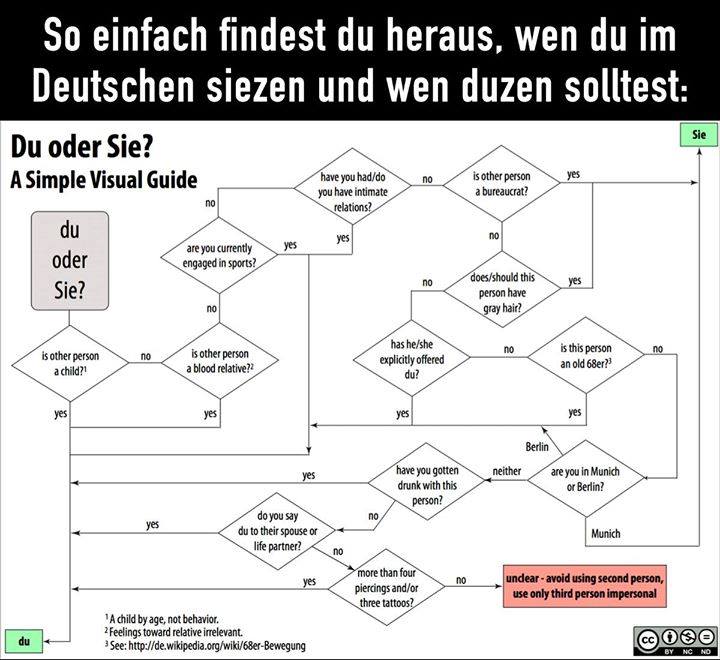 So einfach findest du heraus, wen du im
Deutschen siezen und wen duzen solltest:
Du oder Sie?
A Simple Visual Guide
Sie
du
oder
Sie?
have you had/do
you have intimate
relations?
no
is other person
a bureaucrat?
yes
no
are you currently
engaged in sports?
yes
yes
no
no
does/should this
person have
gray hair?
yes
no
is other person
a child?¹
no
is other person
a blood relative?²
has he/she
explicitly offered
du?
no
is this person
an old 68er?³
no
yes
yes
yes
yes
Berlin
are you in Munich
or Berlin?
neither
have you gotten
drunk with this
person?
yes
Munich
no
do you say
du to their spouse or
life partner?
yes
no
more than four
piercings and/or
three tattoos?
yes
no
unclear - avoid using second person,
use only third person impersonal
du
¹ A child by age, not behavior.
² Feelings toward relative irrelevant.
³ See: http://de.wikipedia.org/wiki/68er-Bewegung
cc
BY NC ND